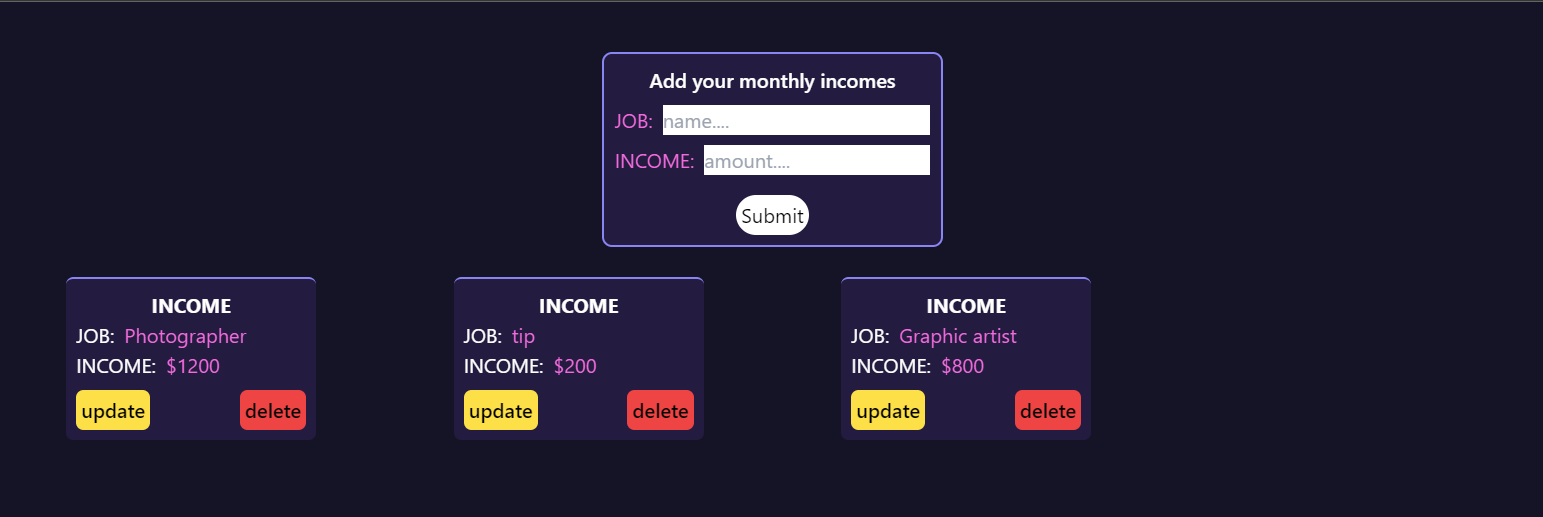 Add your monthly incomes
JOB: name....
INCOME: amount....
Submit
INCOME
JOB: Photographer
INCOME: $1200
update delete
INCOME
JOB: tip
INCOME: $200
update delete
INCOME
JOB: Graphic artist
INCOME: $800
update delete